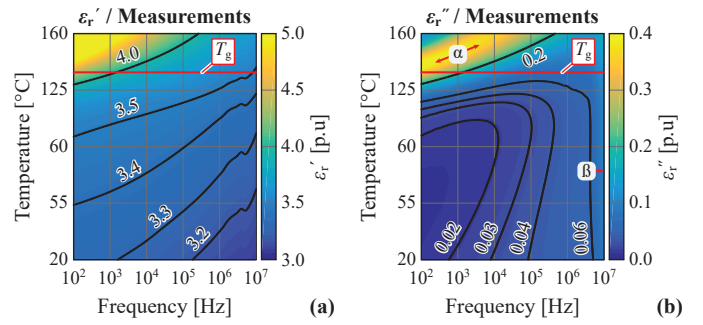 εr′ / Measurements
εr″ / Measurements
160
125
60
55
20
Temperature [°C]
4.0
3.5
3.4
3.3
3.2
Tg
10² 10³ 10⁴ 10⁵ 10⁶ 10⁷
Frequency [Hz]
(a)
5.0
4.5
4.0
3.5
3.0
εr′ [p.u]
160
125
60
55
20
Temperature [°C]
α
0.2
Tg
ß
0.02
0.03
0.04
0.06
10² 10³ 10⁴ 10⁵ 10⁶ 10⁷
Frequency [Hz]
(b)
0.4
0.3
0.2
0.1
0.0
εr″ [p.u]